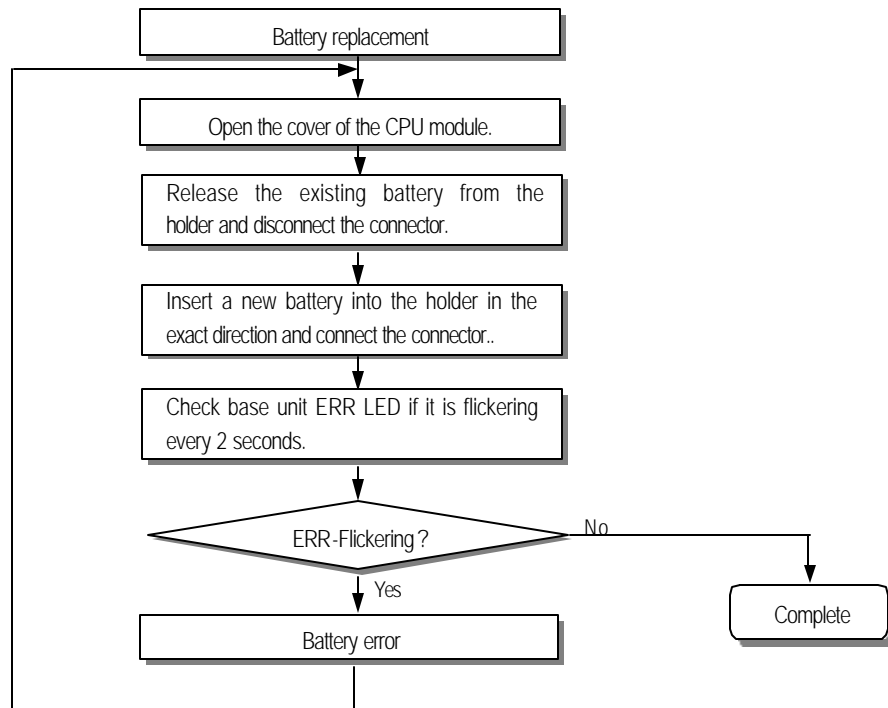 Battery replacement
Open the cover of the CPU module.
Release the existing battery from the
holder and disconnect the connector.
Insert a new battery into the holder in the
exact direction and connect the connector..
Check base unit ERR LED if it is flickering
every 2 seconds.
ERR-Flickering ?
No
Yes
Complete
Battery error